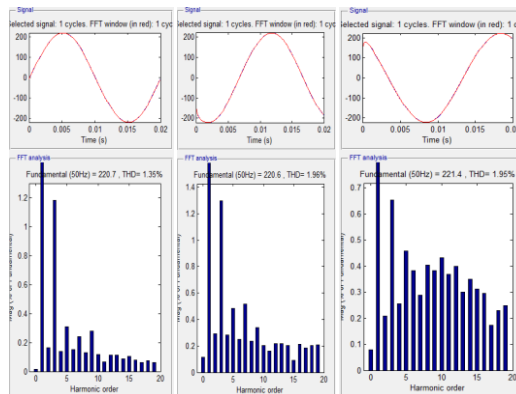 Signal
Selected signal: 1 cycles. FFT window (in red): 1 cyc
200
100
0
-100
-200
0 0.005 0.01 0.015 0.02
Time (s)
Signal
Selected signal: 1 cycles. FFT window (in red): 1 cyc
200
100
0
-100
-200
0 0.005 0.01 0.015 0.02
Time (s)
Signal
Selected signal: 1 cycles. FFT window (in red): 1 cyc
200
100
0
-100
-200
0 0.005 0.01 0.015 0.0
Time (s)
FFT analysis
Fundamental (50Hz) = 220.7 , THD= 1.35%
1.2
1
0.8
0.6
0.4
0.2
0
0 5 10 15 20
Harmonic order
FFT analysis
Fundamental (50Hz) = 220.6 , THD= 1.96%
Mag (% of Fundamental)
1.4
1.2
1
0.8
0.6
0.4
0.2
0
0 5 10 15 20
Harmonic order
FFT analysis
Fundamental (50Hz) = 221.4 , THD= 1.95%
Mag (% of Fundamental)
0.7
0.6
0.5
0.4
0.3
0.2
0.1
0
0 5 10 15 20
Harmonic order